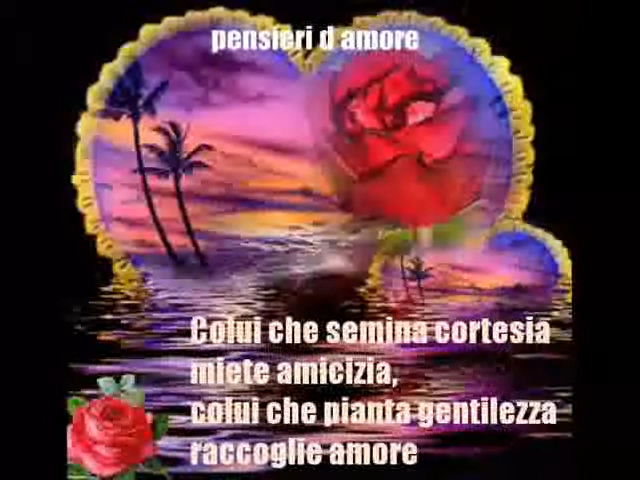 pensieri d amore
Colui che semina cortesia
miete amicizia,
colui che pianta gentilezza
raccoglie amore